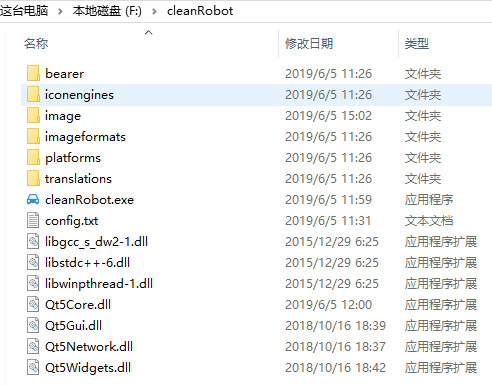 这台电脑 › 本地磁盘 (F:) › cleanRobot
名称 修改日期 类型
bearer 2019/6/5 11:26 文件夹
iconengines 2019/6/5 11:26 文件夹
image 2019/6/5 15:02 文件夹
imageformats 2019/6/5 11:26 文件夹
platforms 2019/6/5 11:26 文件夹
translations 2019/6/5 11:26 文件夹
cleanRobot.exe 2019/6/5 11:59 应用程序
config.txt 2019/6/5 11:31 文本文档
libgcc_s_dw2-1.dll 2015/12/29 6:25 应用程序扩展
libstdc++-6.dll 2015/12/29 6:25 应用程序扩展
libwinpthread-1.dll 2015/12/29 6:25 应用程序扩展
Qt5Core.dll 2019/6/5 12:00 应用程序扩展
Qt5Gui.dll 2018/10/16 18:39 应用程序扩展
Qt5Network.dll 2018/10/16 18:37 应用程序扩展
Qt5Widgets.dll 2018/10/16 18:42 应用程序扩展